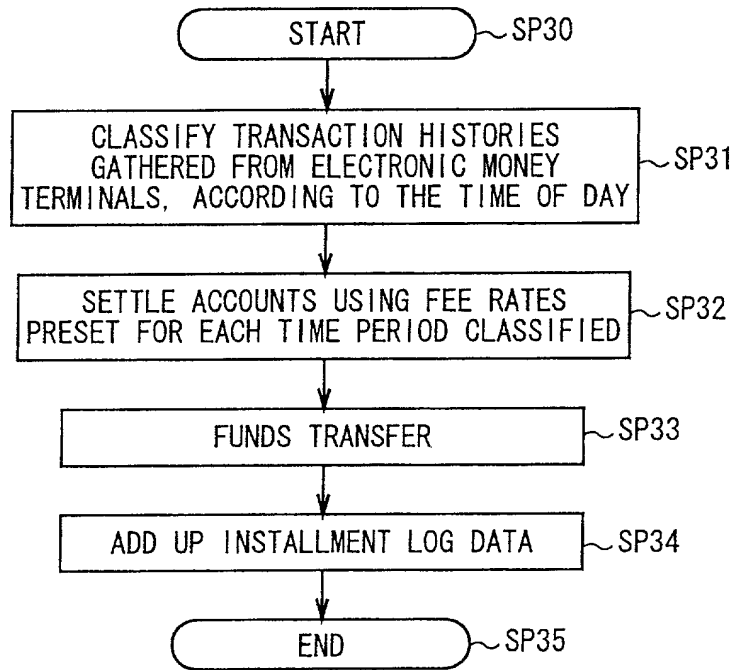 START
SP30
CLASSIFY TRANSACTION HISTORIES
GATHERED FROM ELECTRONIC MONEY
TERMINALS, ACCORDING TO THE TIME OF DAY
SP31
SETTLE ACCOUNTS USING FEE RATES
PRESET FOR EACH TIME PERIOD CLASSIFIED
SP32
FUNDS TRANSFER
SP33
ADD UP INSTALLMENT LOG DATA
SP34
END
SP35